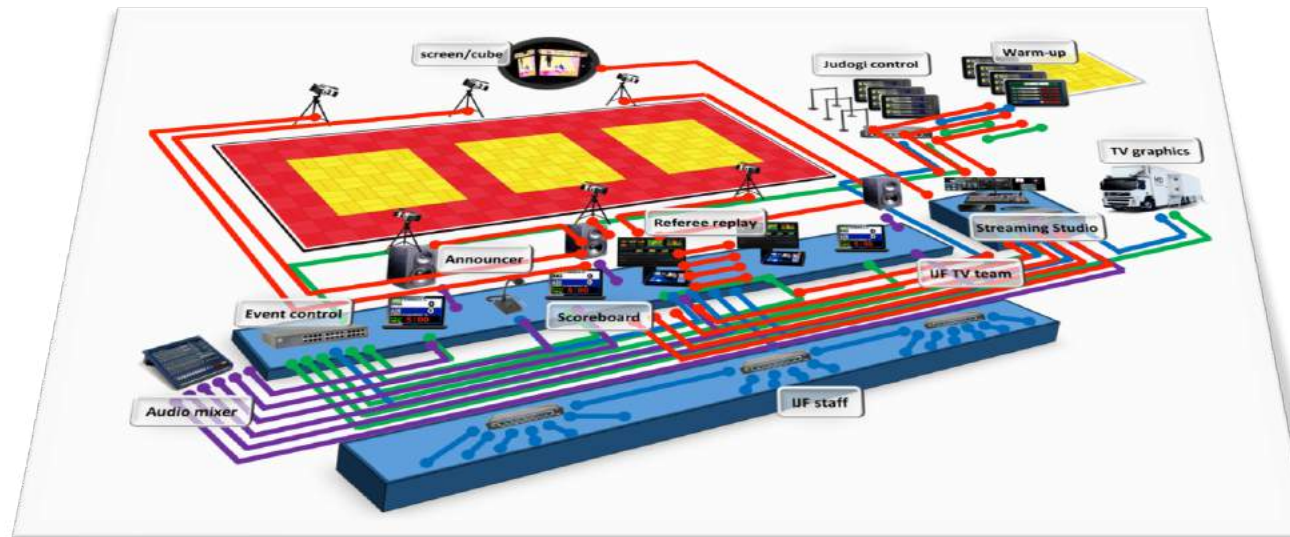 screen/cube
Warm-up
Judogi control
TV graphics
Referee replay
Streaming Studio
Announcer
IJF TV team
Event control
Scoreboard
Audio mixer
IJF staff